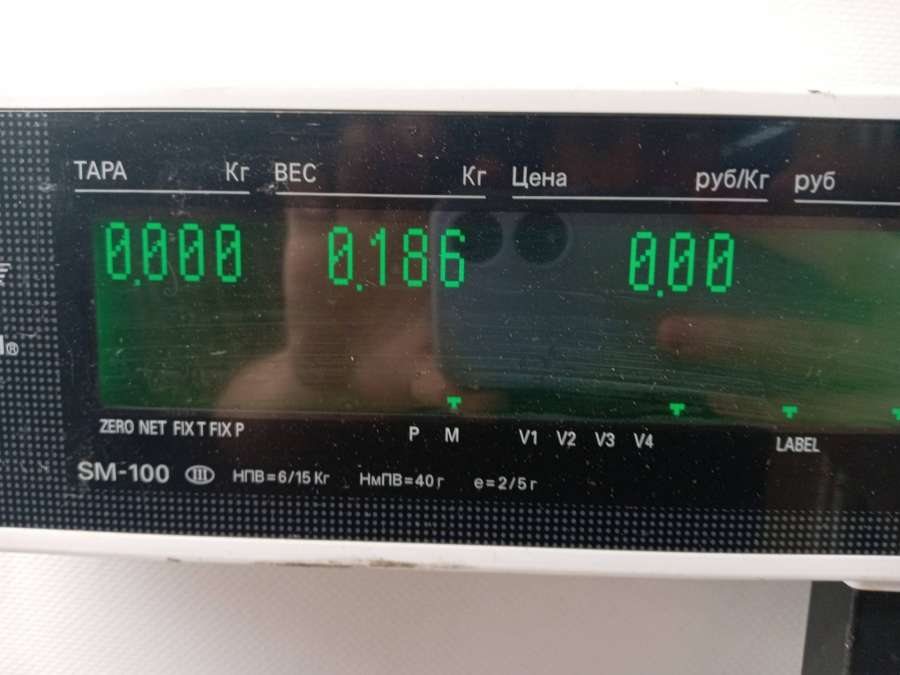 ТАРА Кг ВЕС Кг Цена руб/Кг руб
0.000 0.186 0.00
ZERO NET FIX T FIX P P M V1 V2 V3 V4 LABEL
SM-100 III НПВ=6/15 Кг НмПВ=40 г e=2/5 г